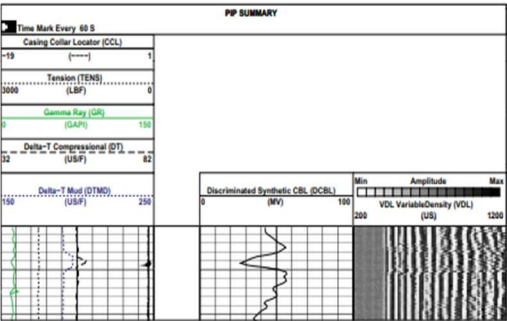 PIP SUMMARY
Time Mark Every 60 S
Casing Collar Locator (CCL)
-19 (----) 1
Tension (TENS)
3000 (LBF) 0
Gamma Ray (GR)
0 (GAPI) 150
Delta-T Compressional (DT)
32 (US/F) 82
Delta-T Mud (DTMD)
150 (US/F) 250
Discriminated Synthetic CBL (DCBL)
0 (MV) 100
Min Amplitude Max
VDL VariableDensity (VDL)
200 (US) 1200